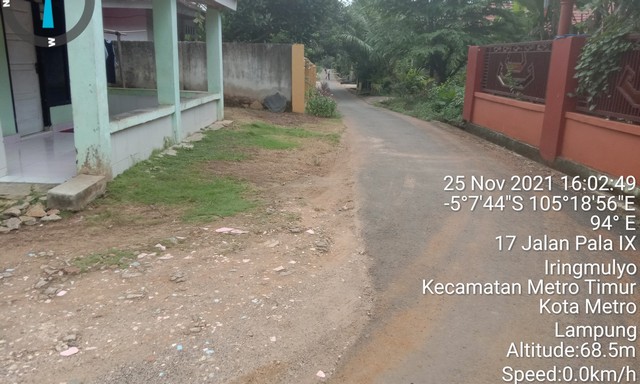 N
W
25 Nov 2021 16:02:49
-5°7'44"S 105°18'56"E
94° E
17 Jalan Pala IX
Iringmulyo
Kecamatan Metro Timur
Kota Metro
Lampung
Altitude:68.5m
Speed:0.0km/h